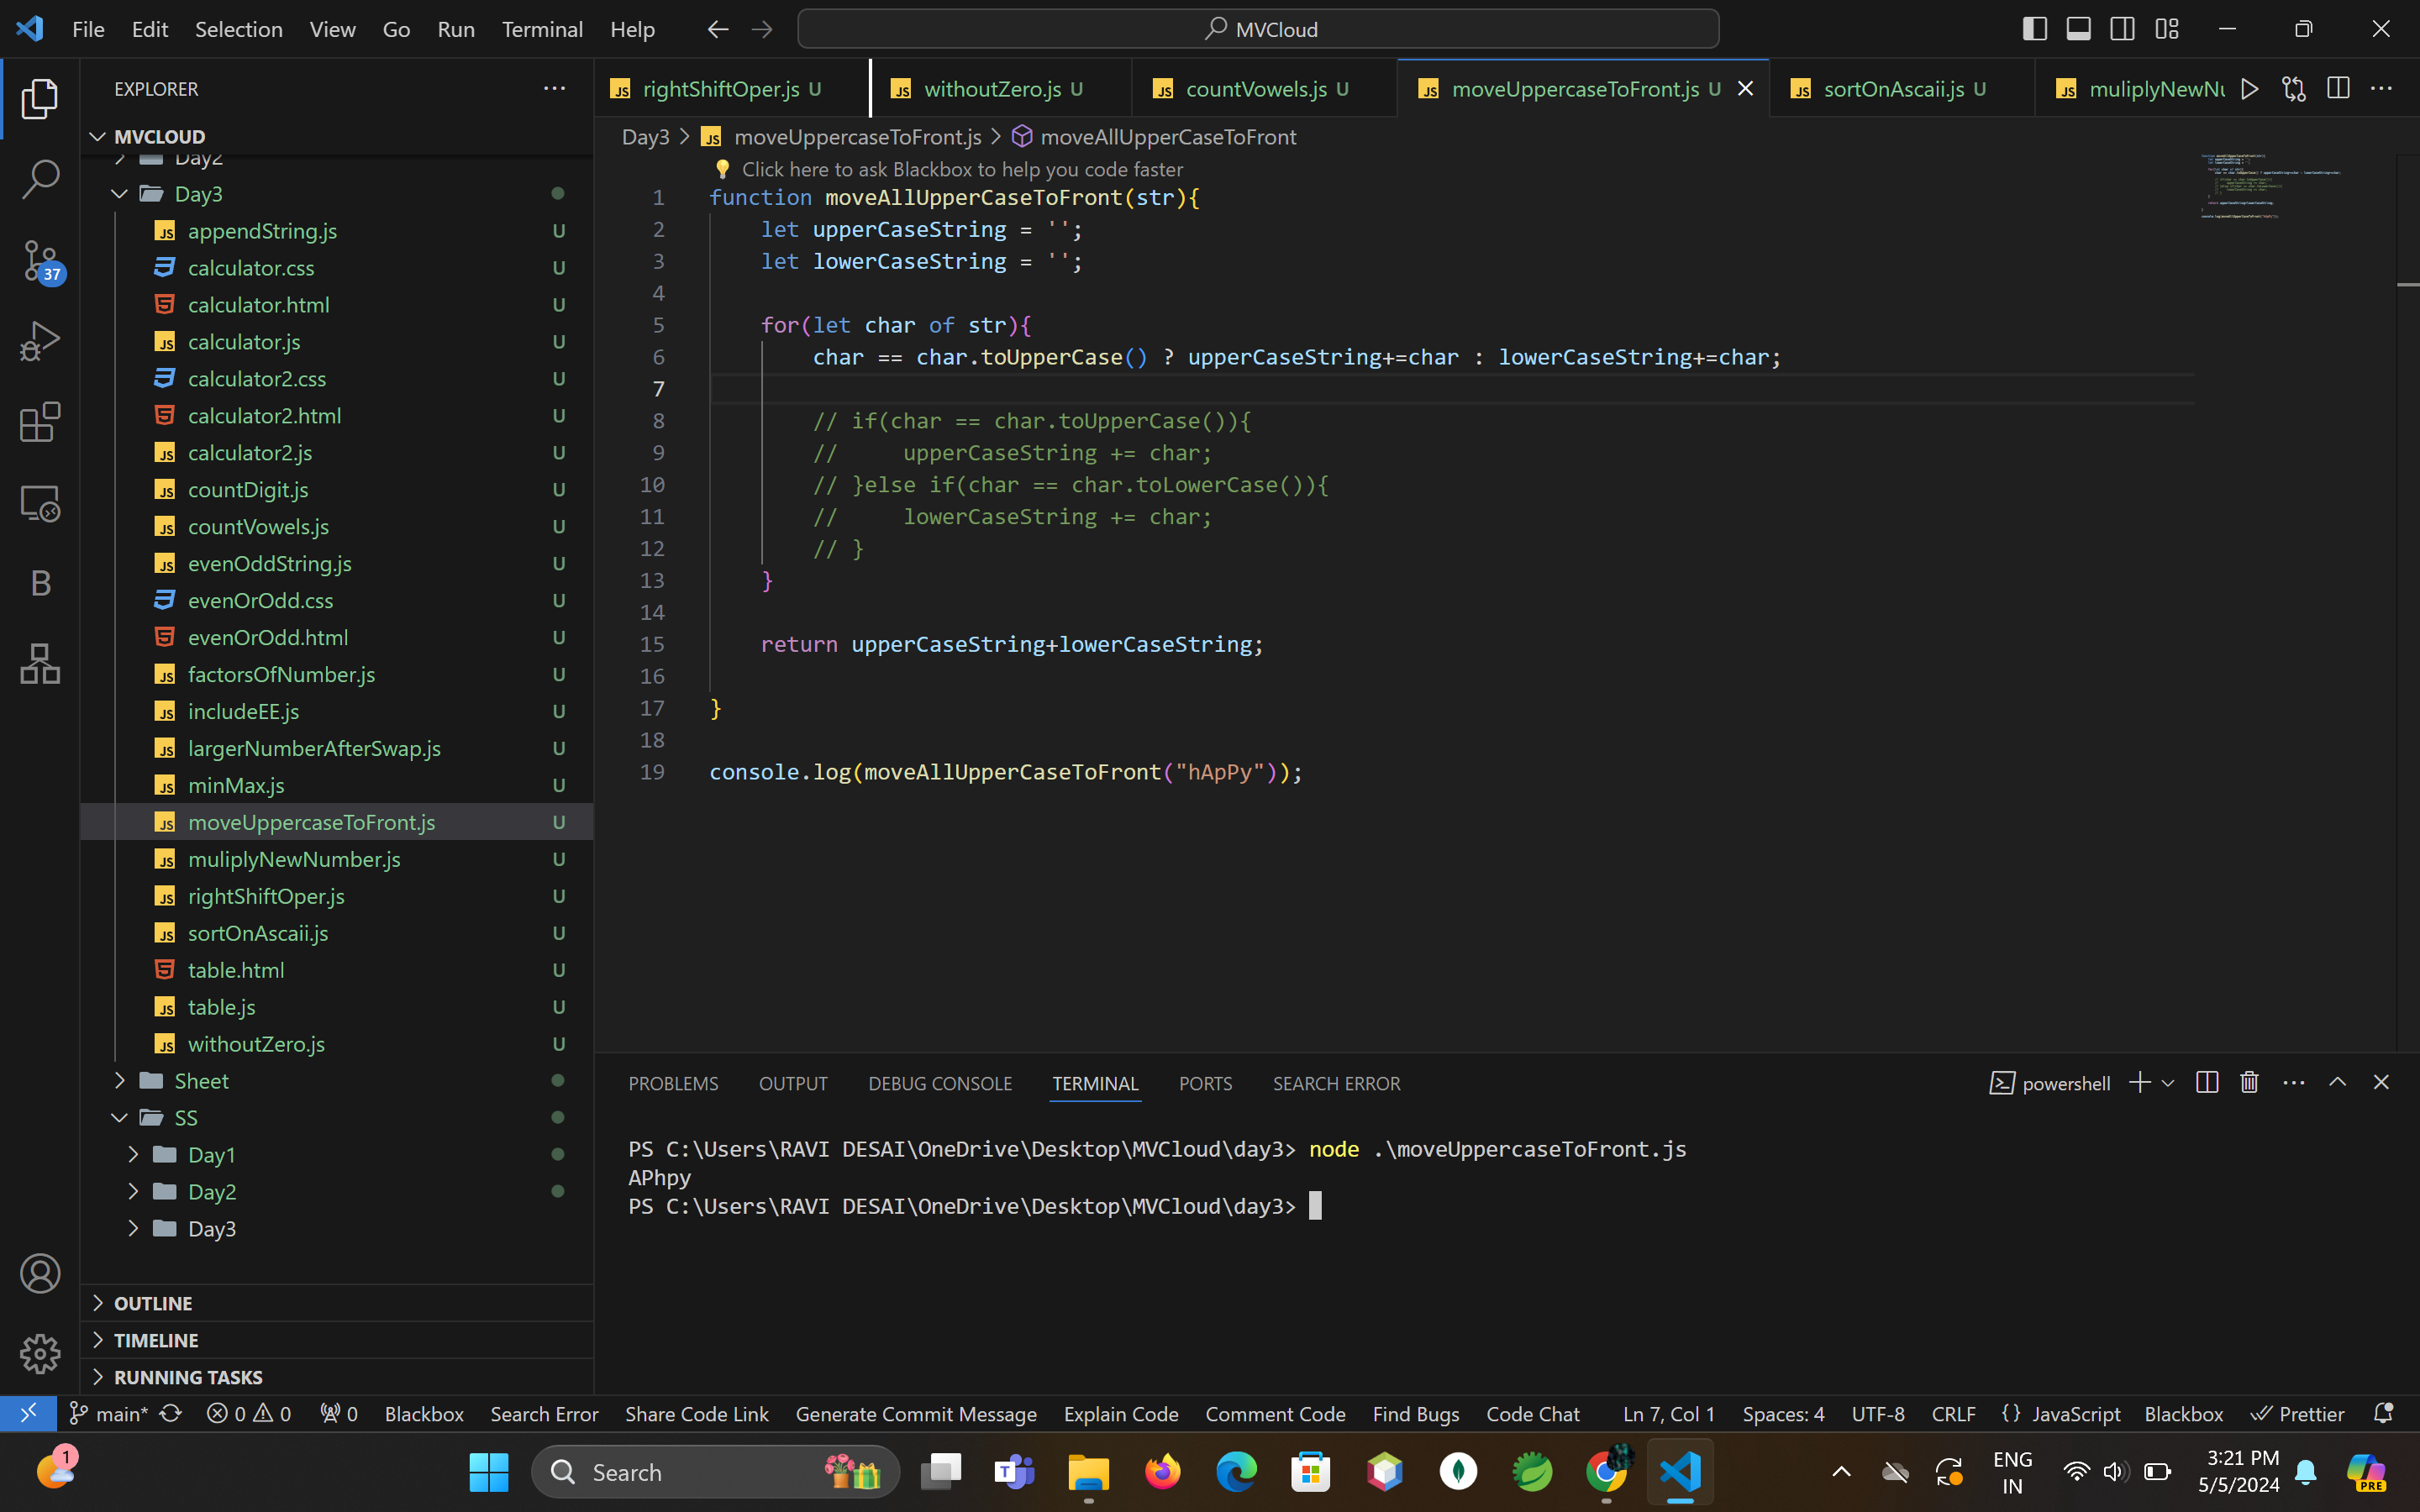 File Edit Selection View Go Run Terminal Help
MVCloud
EXPLORER
MVCLOUD
Day2
Day3
appendString.js U
calculator.css U
calculator.html U
calculator.js U
calculator2.css U
calculator2.html U
calculator2.js U
countDigit.js U
countVowels.js U
evenOddString.js U
evenOrOdd.css U
evenOrOdd.html U
factorsOfNumber.js U
includeEE.js U
largerNumberAfterSwap.js U
minMax.js U
moveUppercaseToFront.js U
muliplyNewNumber.js U
rightShiftOper.js U
sortOnAscaii.js U
table.html U
table.js U
withoutZero.js U
Sheet
SS
Day1
Day2
Day3
OUTLINE
TIMELINE
RUNNING TASKS
37
B
rightShiftOper.js U withoutZero.js U countVowels.js U moveUppercaseToFront.js U sortOnAscaii.js U muliplyNewNu
Day3 > moveUppercaseToFront.js > moveAllUpperCaseToFront
Click here to ask Blackbox to help you code faster
1 function moveAllUpperCaseToFront(str){
2 let upperCaseString = '';
3 let lowerCaseString = '';
4
5 for(let char of str){
6 char == char.toUpperCase() ? upperCaseString+=char : lowerCaseString+=char;
7
8 // if(char == char.toUpperCase()){
9 //     upperCaseString += char;
10 // }else if(char == char.toLowerCase()){
11 //     lowerCaseString += char;
12 // }
13 }
14
15 return upperCaseString+lowerCaseString;
16
17 }
18
19 console.log(moveAllUpperCaseToFront("hApPy"));
PROBLEMS OUTPUT DEBUG CONSOLE TERMINAL PORTS SEARCH ERROR
powershell
PS C:\Users\RAVI DESAI\OneDrive\Desktop\MVCloud\day3> node .\moveUppercaseToFront.js
APhpy
PS C:\Users\RAVI DESAI\OneDrive\Desktop\MVCloud\day3>
main* 0 0 0 Blackbox Search Error Share Code Link Generate Commit Message Explain Code Comment Code Find Bugs Code Chat Ln 7, Col 1 Spaces: 4 UTF-8 CRLF {} JavaScript Blackbox Prettier
1
Search
ENG
IN
3:21 PM
5/5/2024
PRE